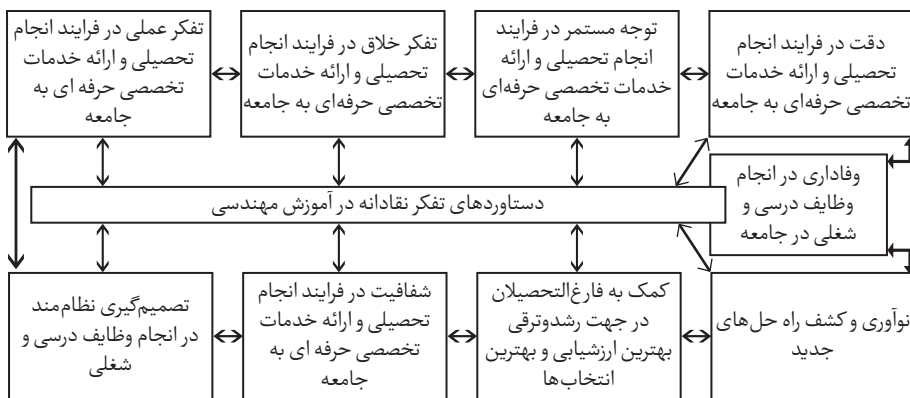 دقت در فرایند انجام
تحصیلی و ارائه خدمات
تخصصی حرفه‌ای به جامعه
توجه مستمر در فرایند
انجام تحصیلی و ارائه
خدمات تخصصی حرفه‌ای
به جامعه
تفکر خلاق در فرایند انجام
تحصیلی و ارائه خدمات
تخصصی حرفه‌ای به جامعه
تفکر عملی در فرایند انجام
تحصیلی و ارائه خدمات
تخصصی حرفه ای به
جامعه
وفاداری در انجام
وظایف درسی و
شغلی در جامعه
دستاوردهای تفکر نقادانه در آموزش مهندسی
نوآوری و کشف راه حل‌های
جدید
کمک به فارغ‌التحصیلان
در جهت رشدوترقی
بهترین ارزشیابی و بهترین
انتخاب‌ها
شفافیت در فرایند انجام
تحصیلی و ارائه خدمات
تخصصی حرفه ای به
جامعه
تصمیم‌گیری نظام‌مند
در انجام وظایف درسی و
شغلی